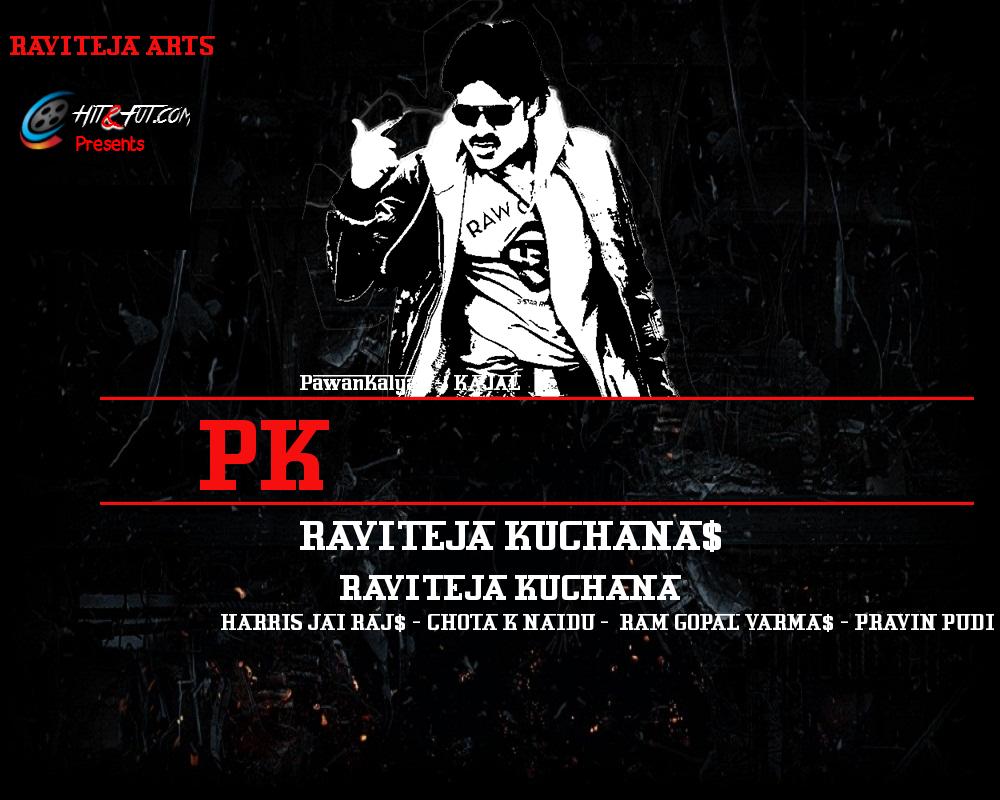 RAVITEJA ARTS
HIT&FUT.COM
Presents
RAW
PawanKalya - KAJAL
PK
RAVITEJA KUCHANA$
RAVITEJA KUCHANA
HARRIS JAI RAJ$ - CHOTA K NAIDU - RAM GOPAL VARMA$ - PRAVIN PUDI